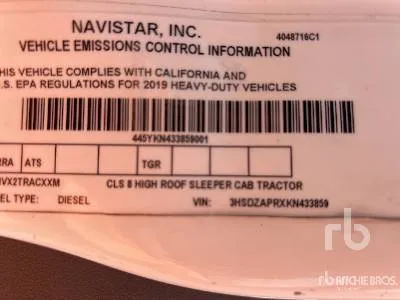 NAVISTAR, INC.
4048716C1
VEHICLE EMISSIONS CONTROL INFORMATION
HIS VEHICLE COMPLIES WITH CALIFORNIA AND
.S. EPA REGULATIONS FOR 2019 HEAVY-DUTY VEHICLES
445YKN433859001
RRA ATS TGR
IVX2TRACXXM CLS 8 HIGH ROOF SLEEPER CAB TRACTOR
EL TYPE: DIESEL VIN: 3HSDZAPRXKN433859
rb
rb RITCHIE BROS.